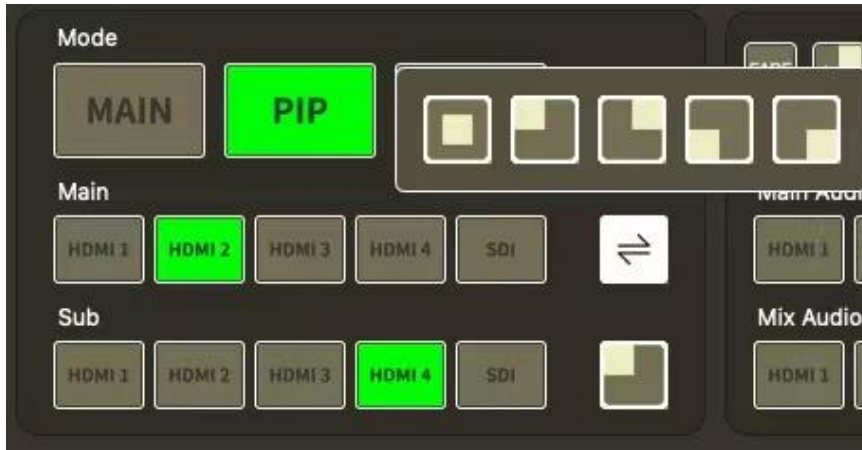 Mode
MAIN PIP
Main
HDMI 1 HDMI 2 HDMI 3 HDMI 4 SDI
HDMI 1
Sub
Mix Audio
HDMI 1 HDMI 2 HDMI 3 HDMI 4 SDI
HDMI 1